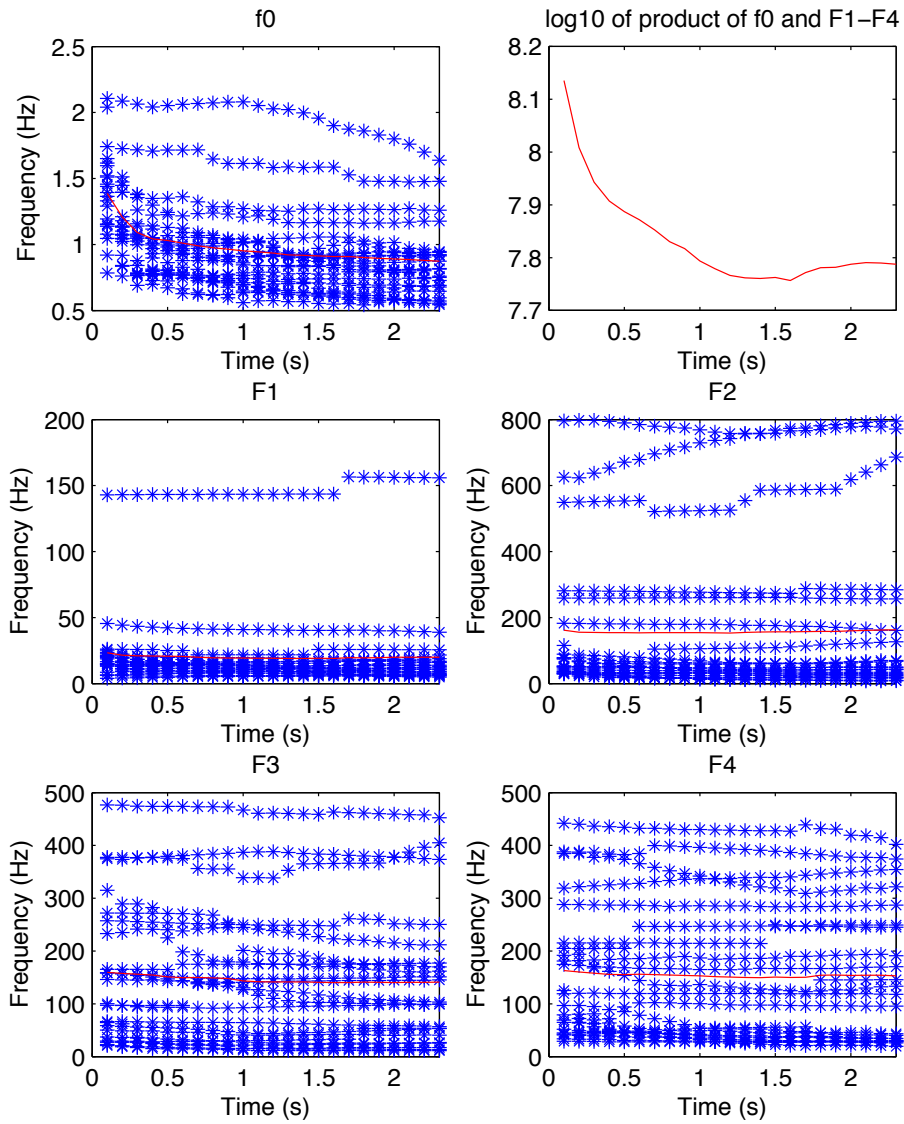 f0
2.5
2
1.5
1
0.5
Frequency (Hz)
0 0.5 1 1.5 2
Time (s)
log10 of product of f0 and F1−F4
8.2
8.1
8
7.9
7.8
7.7
0 0.5 1 1.5 2
Time (s)
F1
200
150
100
50
0
Frequency (Hz)
0 0.5 1 1.5 2
Time (s)
F2
800
600
400
200
0
Frequency (Hz)
0 0.5 1 1.5 2
Time (s)
F3
500
400
300
200
100
0
Frequency (Hz)
0 0.5 1 1.5 2
Time (s)
F4
500
400
300
200
100
0
Frequency (Hz)
0 0.5 1 1.5 2
Time (s)